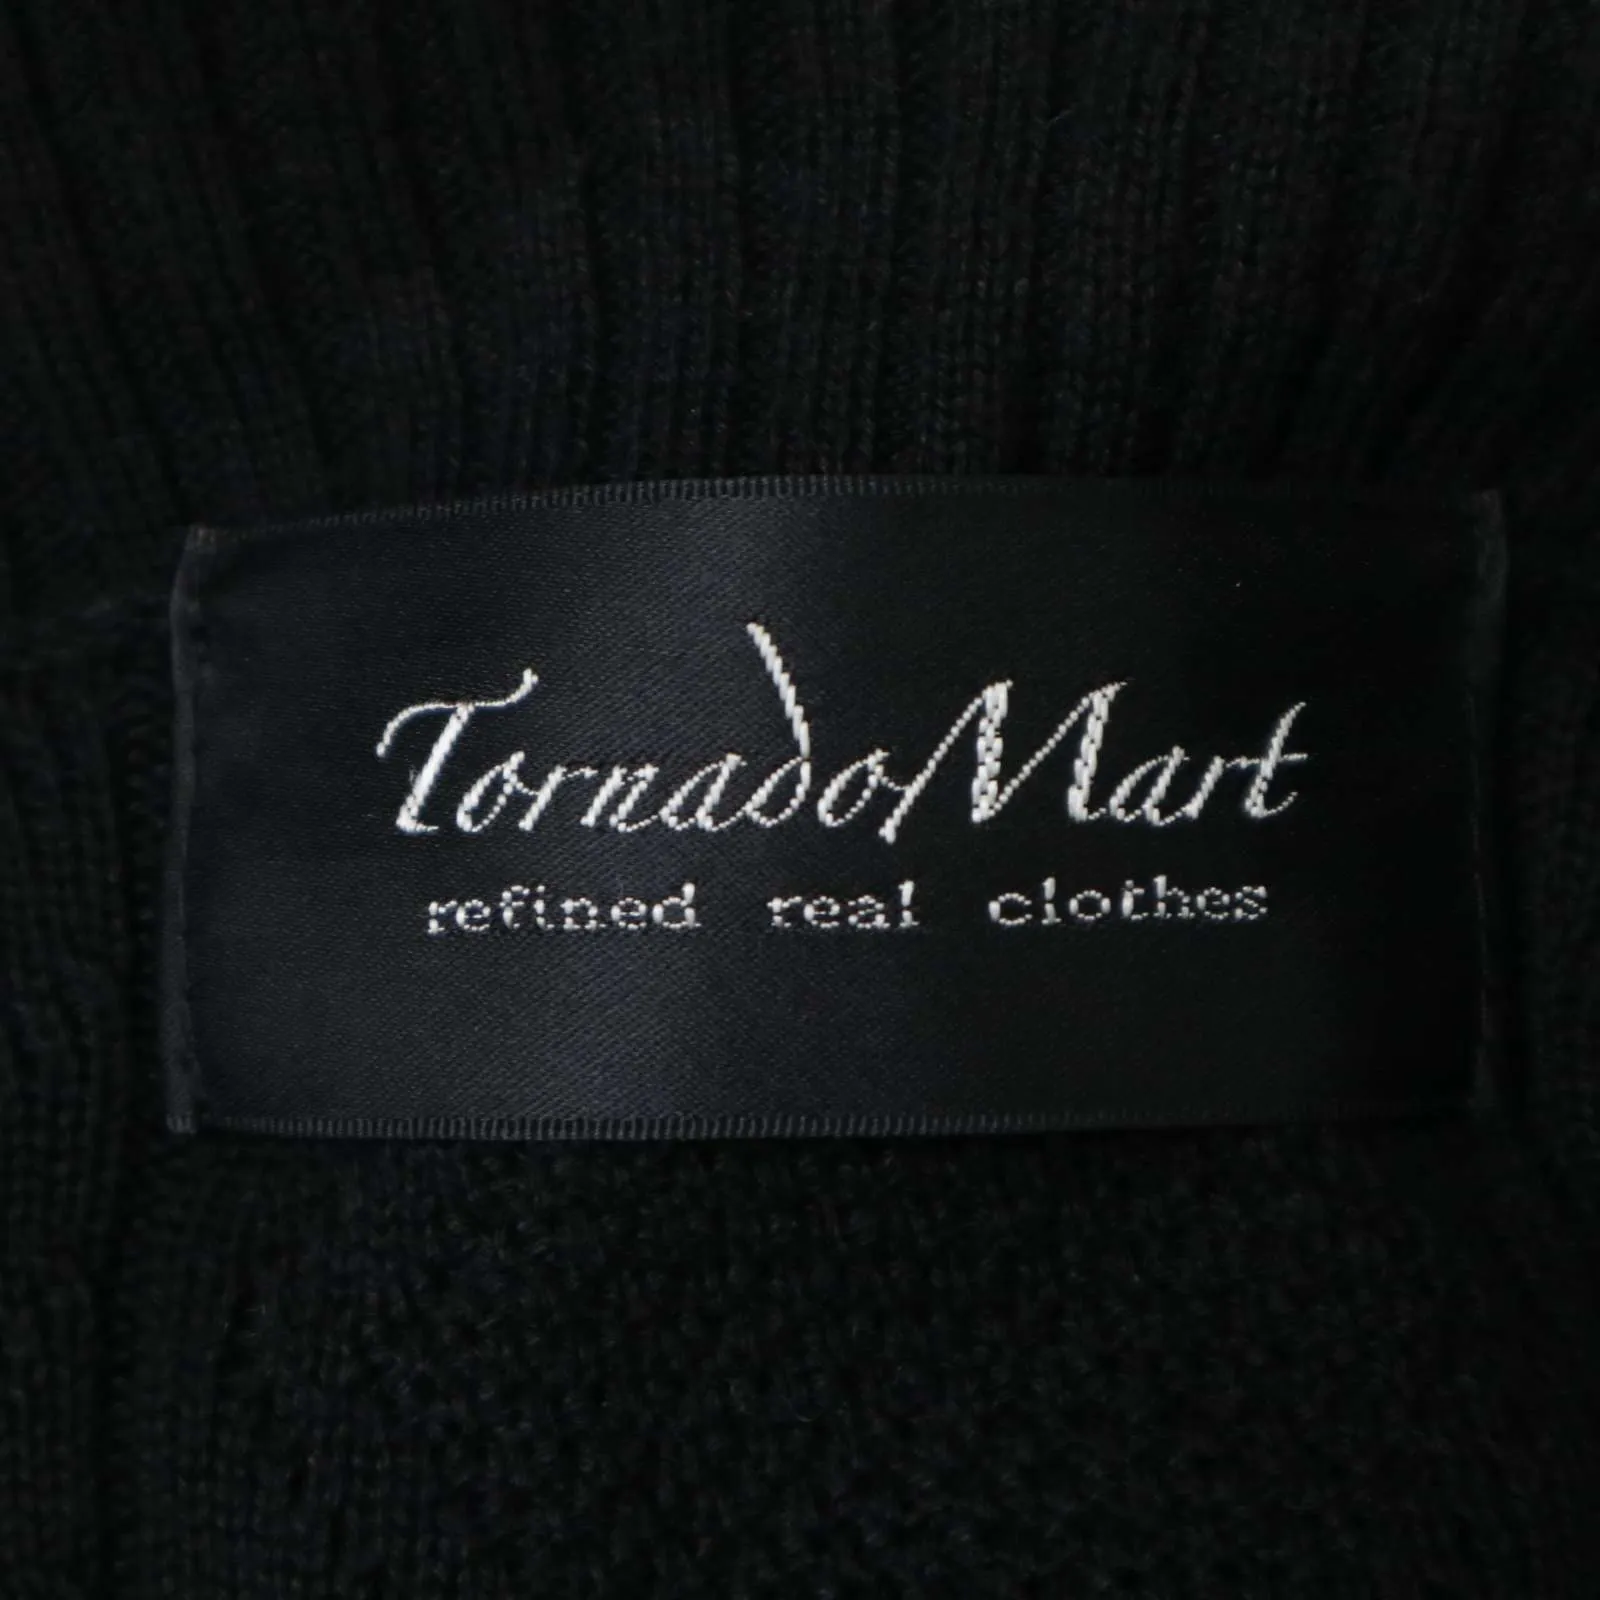 TornadoMart
refined real clothes